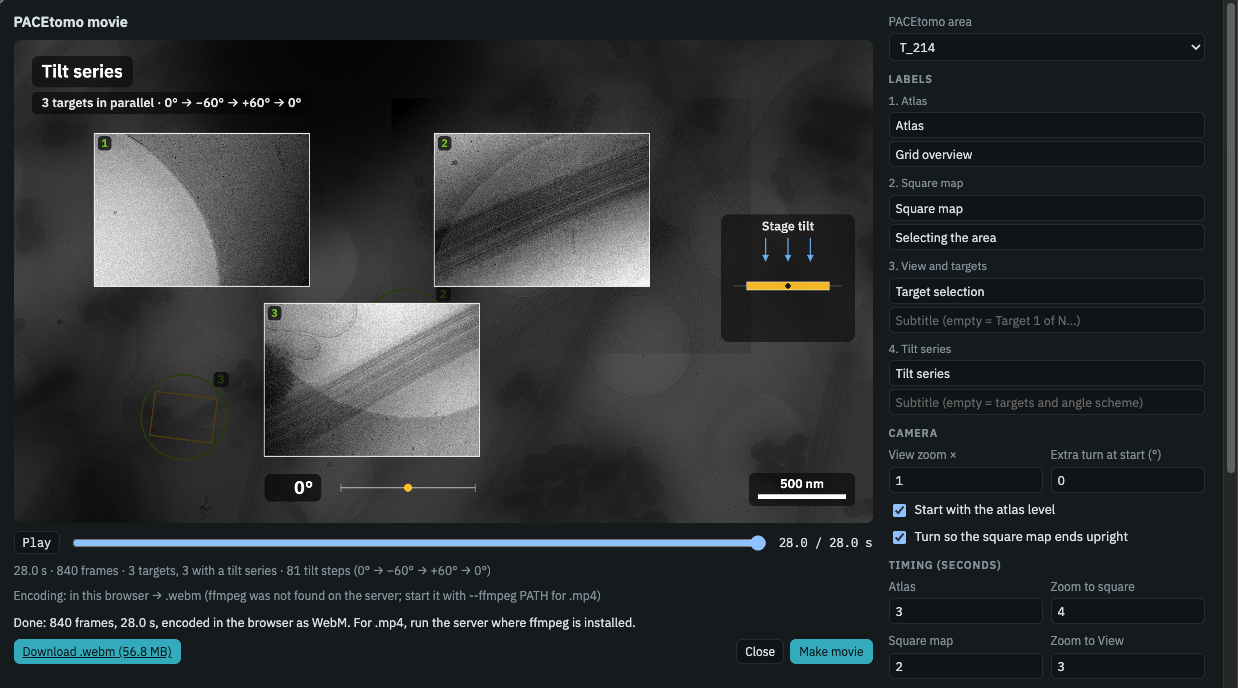 PACEtomo movie
Tilt series
3 targets in parallel · 0° → −60° → +60° → 0°
1
2
Stage tilt
2
3
3
0°
500 nm
Play
28.0 / 28.0 s
28.0 s · 840 frames · 3 targets, 3 with a tilt series · 81 tilt steps (0° → −60° → +60° → 0°)
Encoding: in this browser → .webm (ffmpeg was not found on the server; start it with --ffmpeg PATH for .mp4)
Done: 840 frames, 28.0 s, encoded in the browser as WebM. For .mp4, run the server where ffmpeg is installed.
Download .webm (56.8 MB)
Close
Make movie
PACEtomo area
T_214
LABELS
1. Atlas
Atlas
Grid overview
2. Square map
Square map
Selecting the area
3. View and targets
Target selection
Subtitle (empty = Target 1 of N...)
4. Tilt series
Tilt series
Subtitle (empty = targets and angle scheme)
CAMERA
View zoom ×
Extra turn at start (°)
1
0
Start with the atlas level
Turn so the square map ends upright
TIMING (SECONDS)
Atlas
Zoom to square
3
4
Square map
Zoom to View
2
3